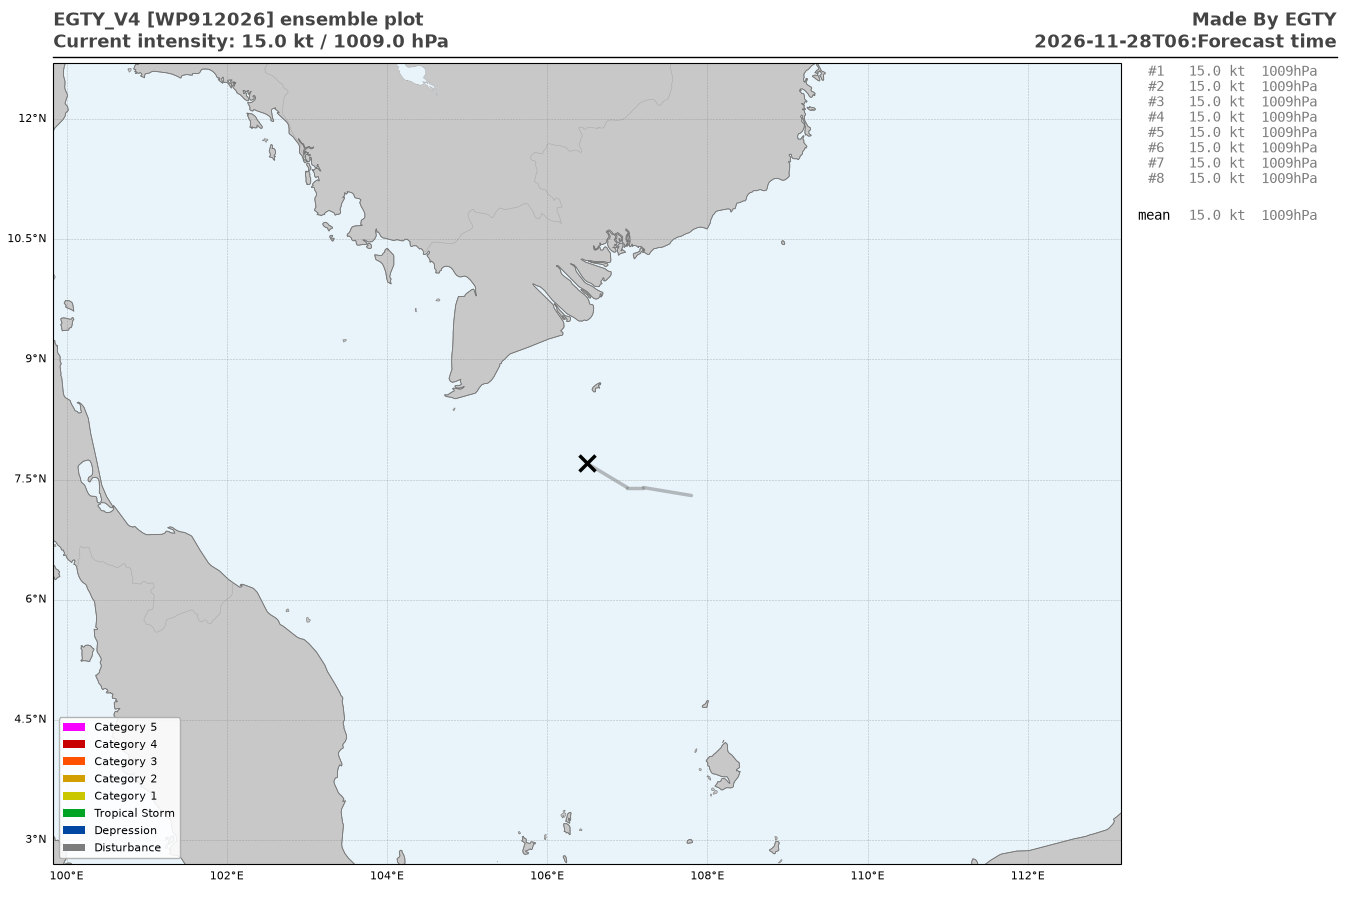 EGTY_V4 [WP912026] ensemble plot
Current intensity: 15.0 kt / 1009.0 hPa
Made By EGTY
2026-11-28T06:Forecast time
#1 15.0 kt 1009hPa
#2 15.0 kt 1009hPa
#3 15.0 kt 1009hPa
#4 15.0 kt 1009hPa
#5 15.0 kt 1009hPa
#6 15.0 kt 1009hPa
#7 15.0 kt 1009hPa
#8 15.0 kt 1009hPa
mean 15.0 kt 1009hPa
12°N
10.5°N
9°N
7.5°N
6°N
4.5°N
3°N
Category 5
Category 4
Category 3
Category 2
Category 1
Tropical Storm
Depression
Disturbance
100°E 102°E 104°E 106°E 108°E 110°E 112°E